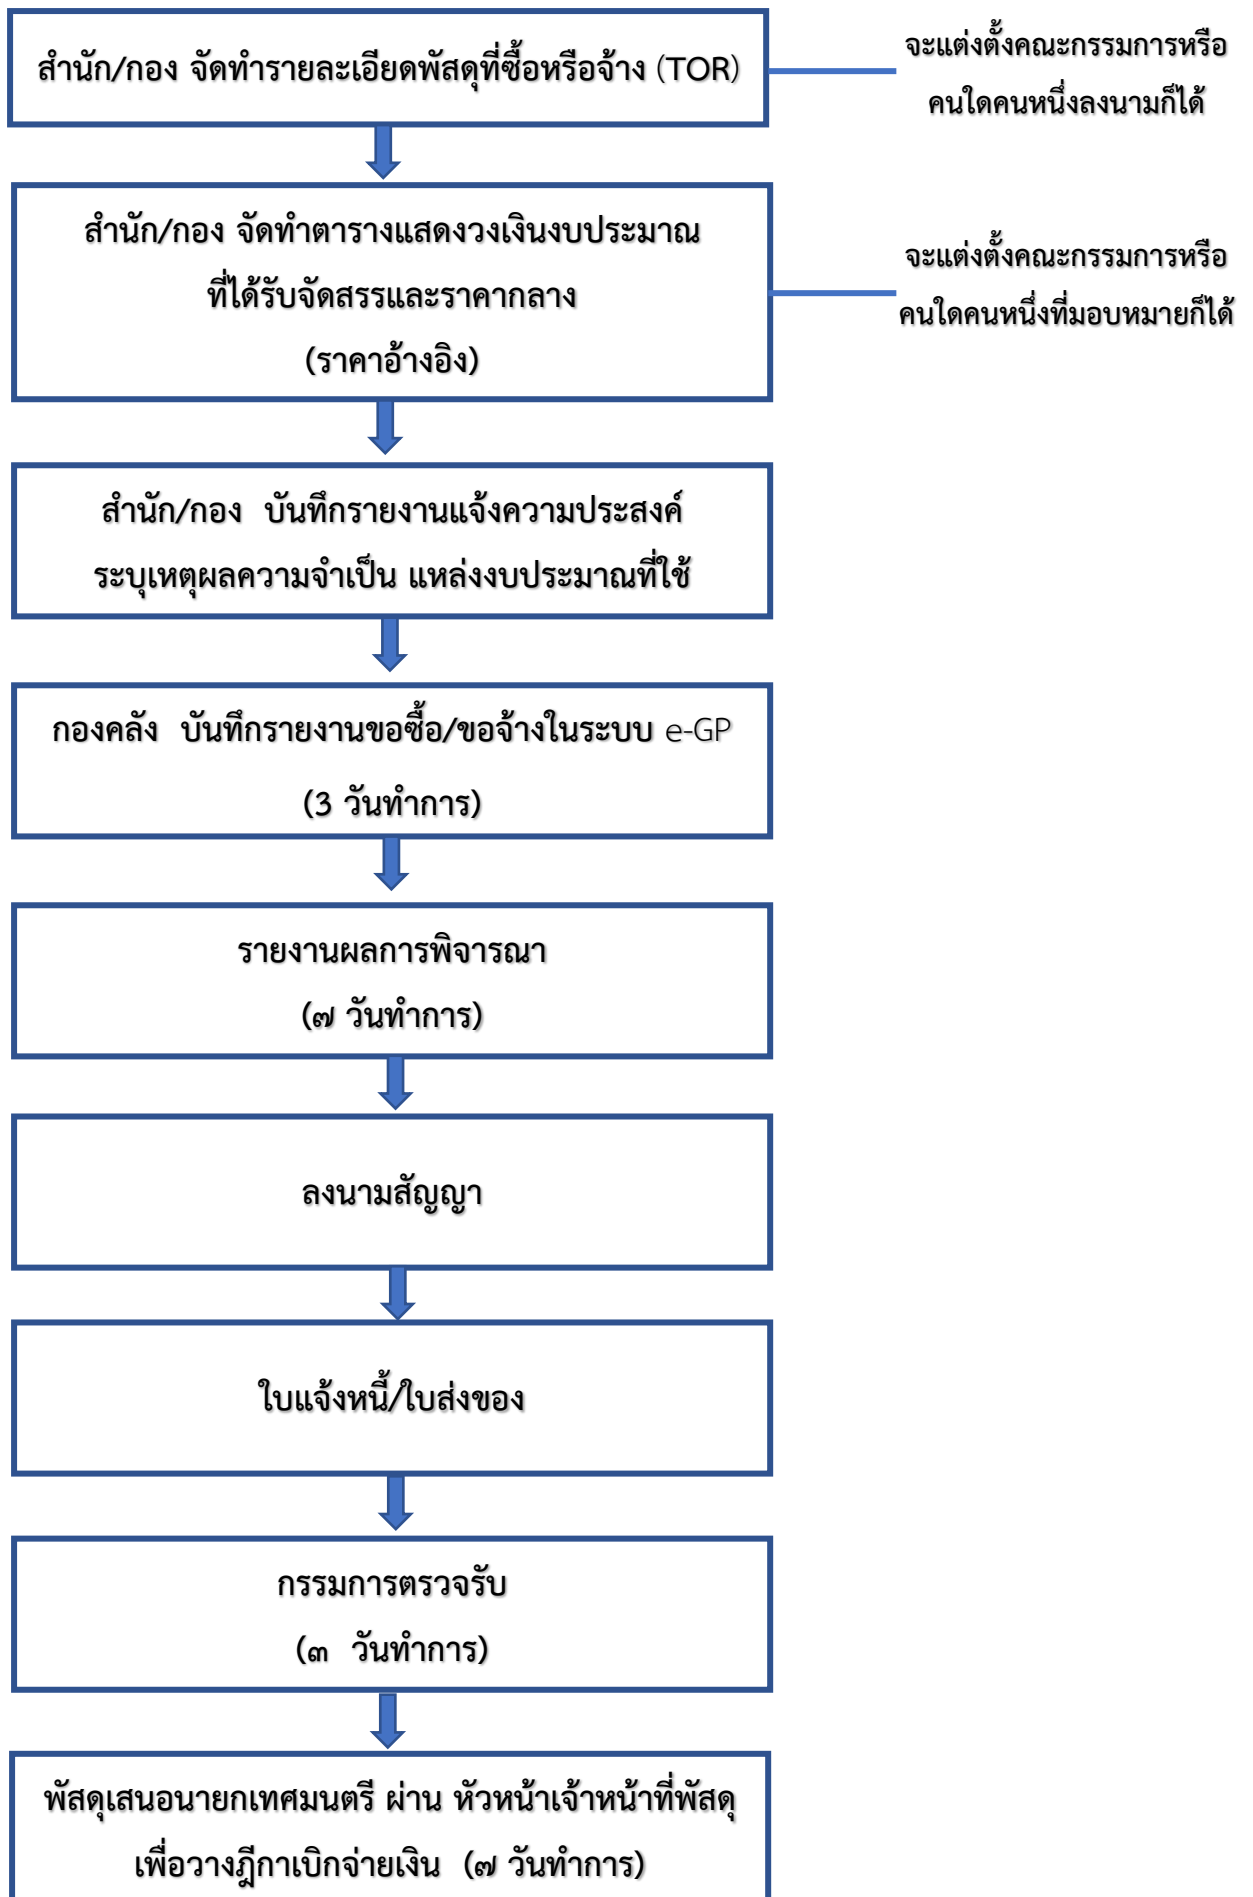 สำนัก/กอง จัดทำรายละเอียดพัสดุที่ซื้อหรือจ้าง (TOR)
จะแต่งตั้งคณะกรรมการหรือ
คนใดคนหนึ่งลงนามก็ได้
สำนัก/กอง จัดทำตารางแสดงวงเงินงบประมาณ
ที่ได้รับจัดสรรและราคากลาง
(ราคาอ้างอิง)
จะแต่งตั้งคณะกรรมการหรือ
คนใดคนหนึ่งที่มอบหมายก็ได้
สำนัก/กอง บันทึกรายงานแจ้งความประสงค์
ระบุเหตุผลความจำเป็น แหล่งงบประมาณที่ใช้
กองคลัง บันทึกรายงานขอซื้อ/ขอจ้างในระบบ e-GP
(3 วันทำการ)
รายงานผลการพิจารณา
(๗ วันทำการ)
ลงนามสัญญา
ใบแจ้งหนี้/ใบส่งของ
กรรมการตรวจรับ
(๓ วันทำการ)
พัสดุเสนอนายกเทศมนตรี ผ่าน หัวหน้าเจ้าหน้าที่พัสดุ
เพื่อวางฎีกาเบิกจ่ายเงิน (๗ วันทำการ)